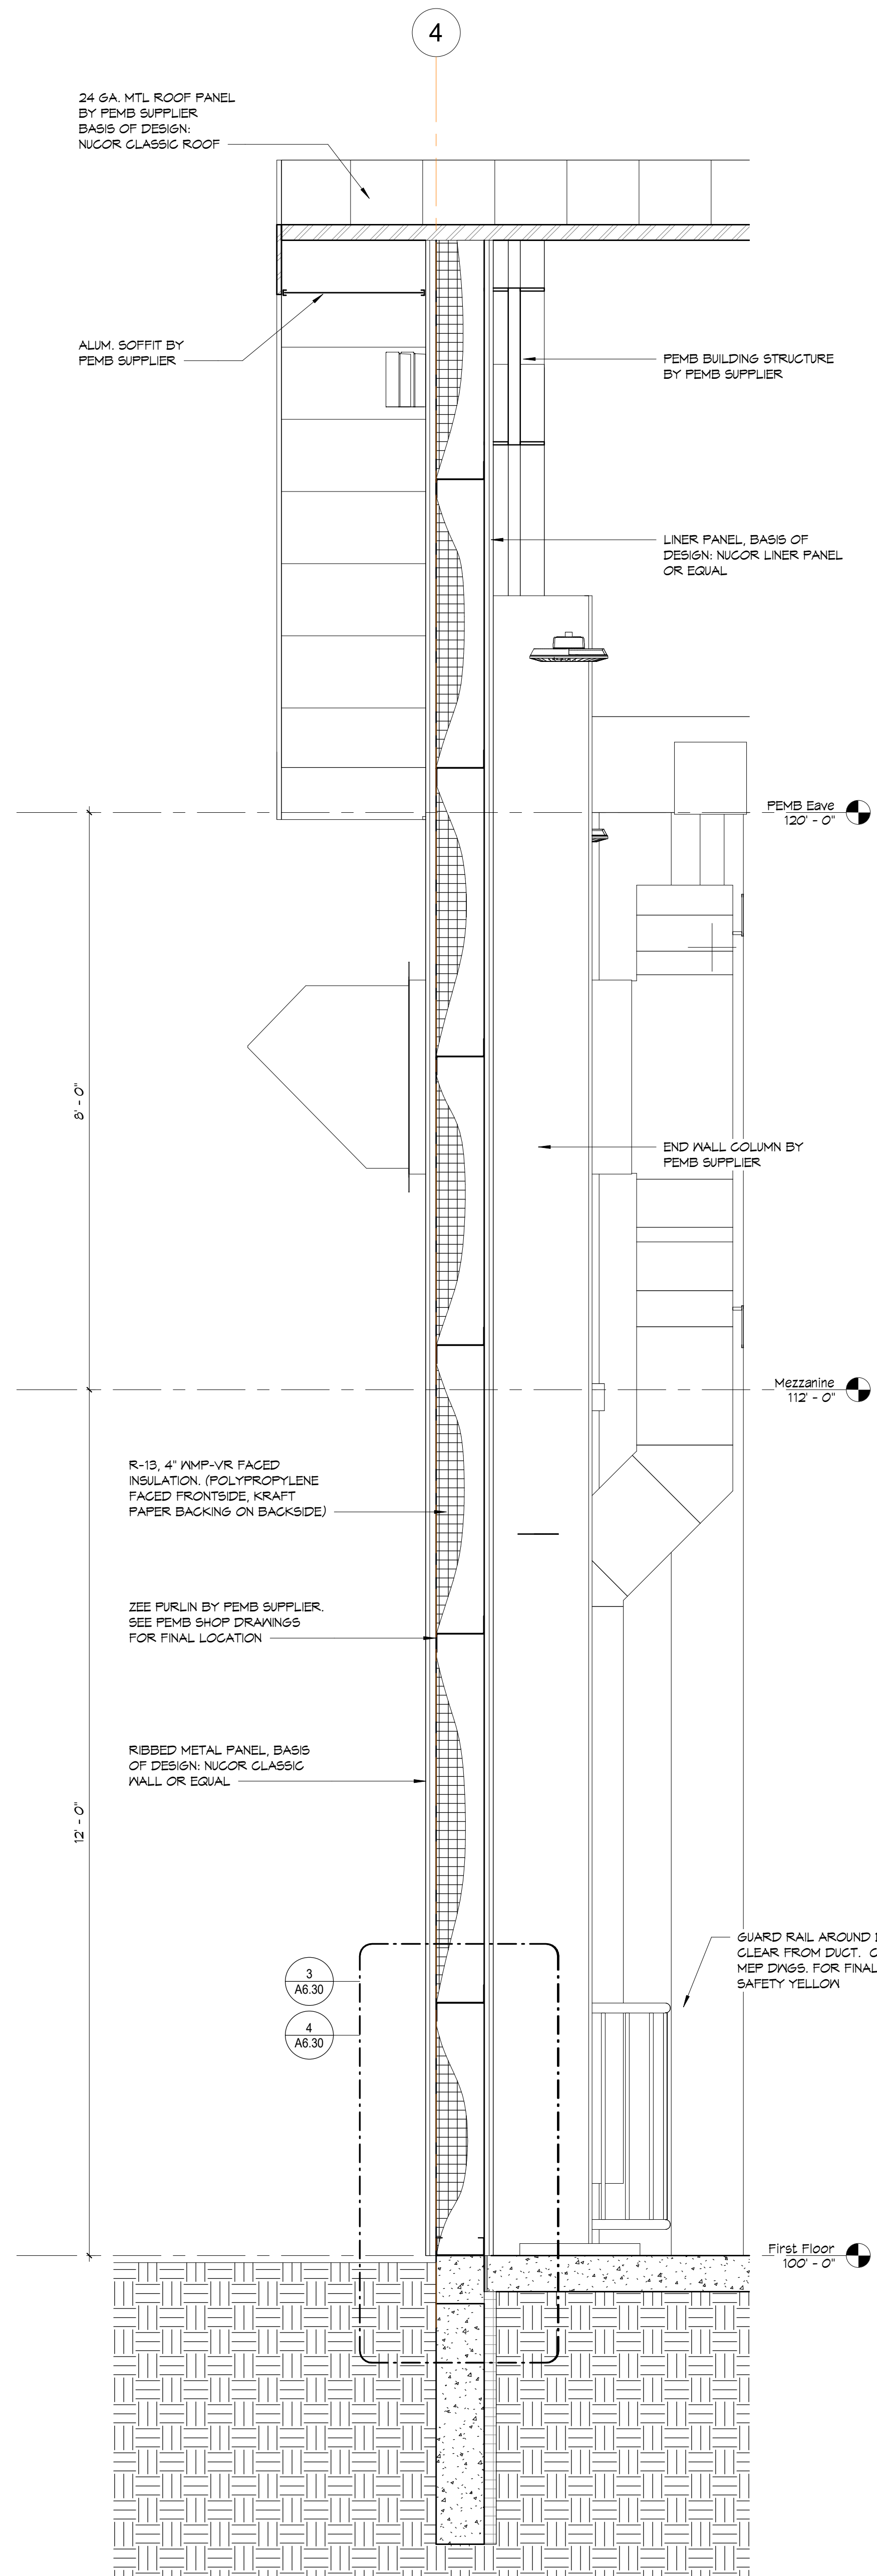 4
24 GA. MTL ROOF PANEL
BY PEMB SUPPLIER
BASIS OF DESIGN:
NUCOR CLASSIC ROOF
ALUM. SOFFIT BY
PEMB SUPPLIER
PEMB BUILDING STRUCTURE
BY PEMB SUPPLIER
LINER PANEL, BASIS OF
DESIGN: NUCOR LINER PANEL
OR EQUAL
PEMB Eave
120' - 0"
8' - 0"
END WALL COLUMN BY
PEMB SUPPLIER
Mezzanine
112' - 0"
R-13, 4" WMP-VR FACED
INSULATION. (POLYPROPYLENE
FACED FRONTSIDE, KRAFT
PAPER BACKING ON BACKSIDE)
ZEE PURLIN BY PEMB SUPPLIER.
SEE PEMB SHOP DRAWINGS
FOR FINAL LOCATION
RIBBED METAL PANEL, BASIS
OF DESIGN: NUCOR CLASSIC
WALL OR EQUAL
12' - 0"
GUARD RAIL AROUND
CLEAR FROM DUCT.
MEP DWGS. FOR FINAL
SAFETY YELLOW
3
A6.30
4
A6.30
First Floor
100' - 0"